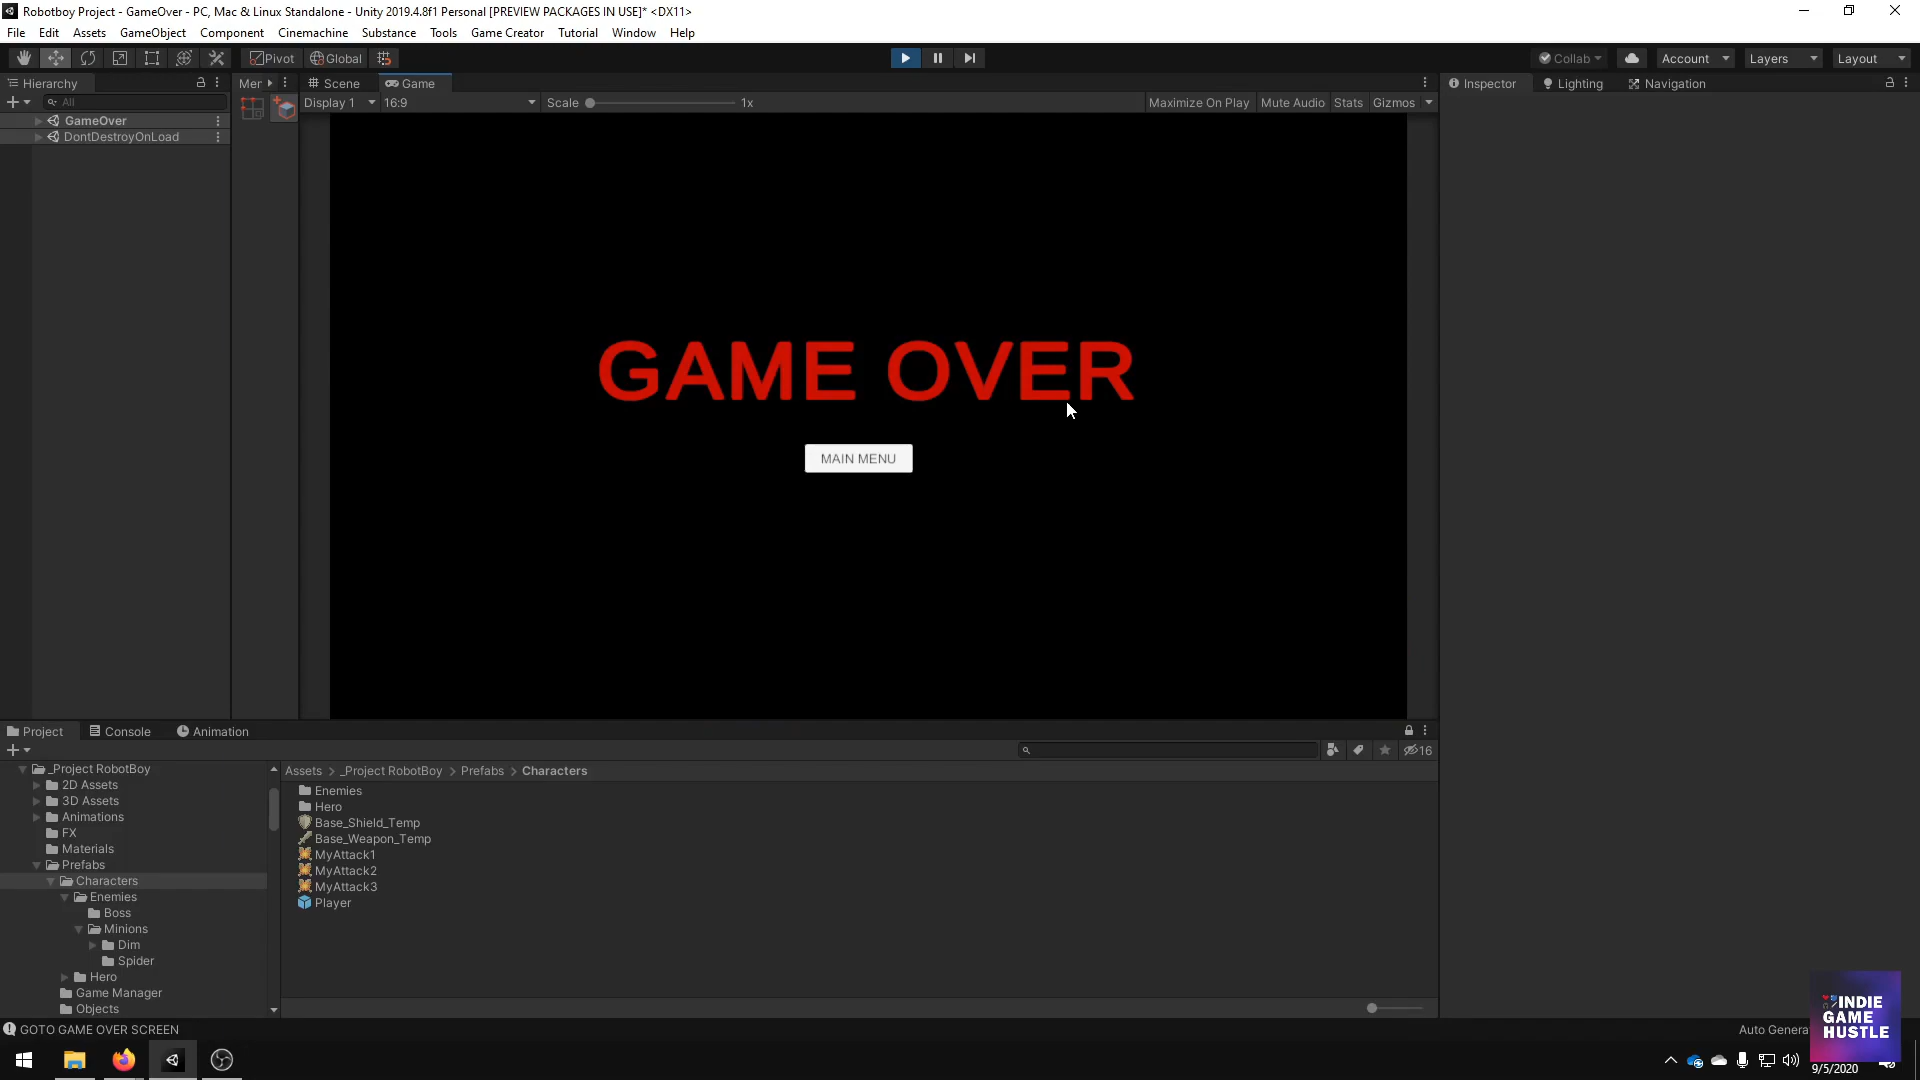 Robotboy Project - GameOver - PC, Mac & Linux Standalone - Unity 2019.4.8f1 Personal [PREVIEW PACKAGES IN USE]* <DX11>
File Edit Assets GameObject Component Cinemachine Substance Tools Game Creator Tutorial Window Help
Pivot Global Collab Account Layers Layout
Hierarchy Mer Scene Game Inspector Lighting Navigation
All Display 1 16:9 Scale 1x Maximize On Play Mute Audio Stats Gizmos
GameOver
DontDestroyOnLoad
GAME OVER
MAIN MENU
Project Console Animation
16
_Project RobotBoy
2D Assets
3D Assets
Animations
FX
Materials
Prefabs
Characters
Enemies
Boss
Minions
Dim
Spider
Hero
Game Manager
Objects
Assets > _Project RobotBoy > Prefabs > Characters
Enemies
Hero
Base_Shield_Temp
Base_Weapon_Temp
MyAttack1
MyAttack2
MyAttack3
Player
GOTO GAME OVER SCREEN
Auto Genera
INDIE
GAME
HUSTLE
9/5/2020